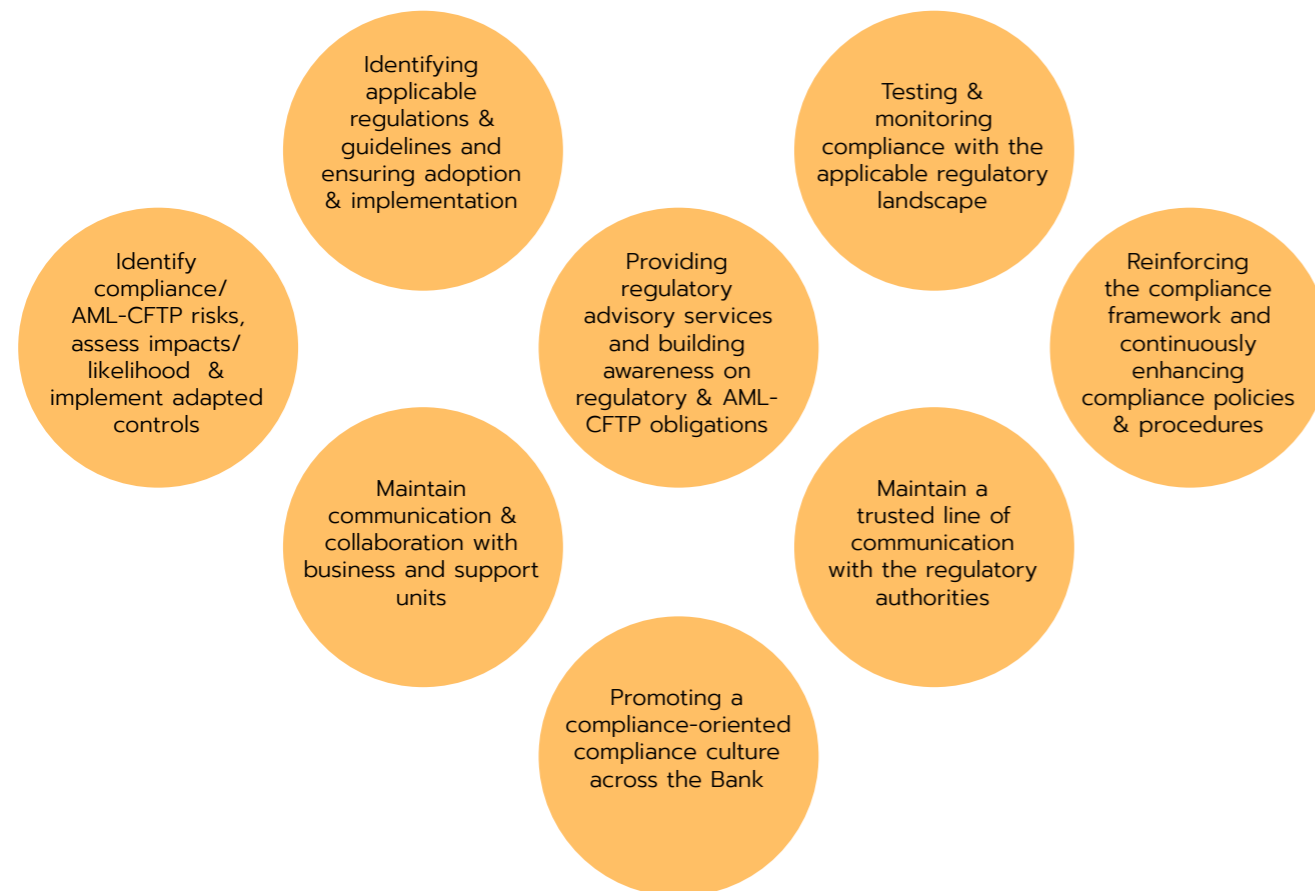 Identifying
applicable
regulations &
guidelines and
ensuring adoption
& implementation
Testing &
monitoring
compliance with the
applicable regulatory
landscape
Identify
compliance/
AML-CFTP risks,
assess impacts/
likelihood  &
implement adapted
controls
Providing
regulatory
advisory services
and building
awareness on
regulatory & AML-
CFTP obligations
Reinforcing
the compliance
framework and
continuously
enhancing
compliance policies
& procedures
Maintain
communication &
collaboration with
business and support
units
Maintain a
trusted line of
communication
with the regulatory
authorities
Promoting a
compliance-oriented
compliance culture
across the Bank